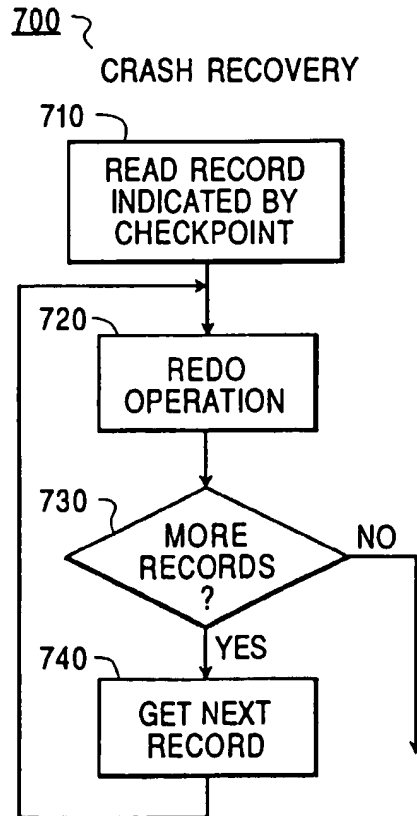 700
CRASH RECOVERY
710
READ RECORD
INDICATED BY
CHECKPOINT
720
REDO
OPERATION
730
MORE
RECORDS
?
NO
YES
740
GET NEXT
RECORD